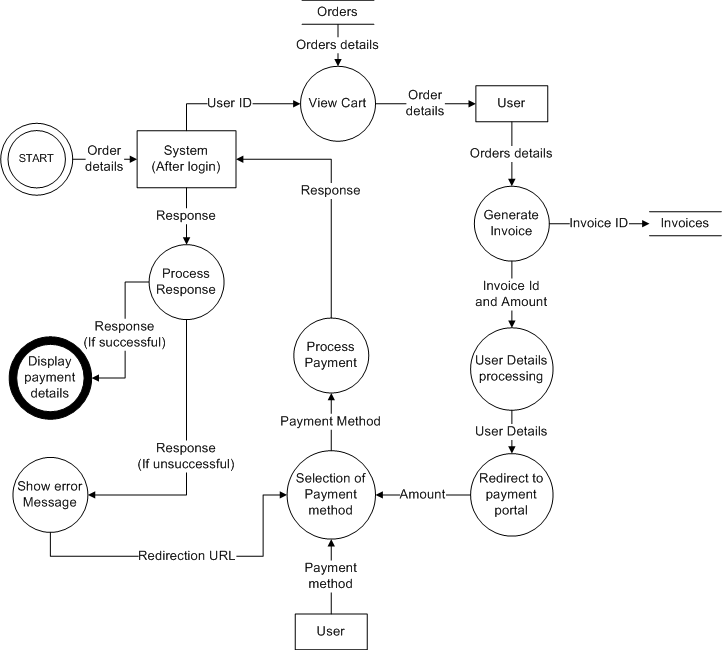 Orders
Orders details
User ID
View Cart
Order
details
User
START
Order
details
System
(After login)
Orders details
Response
Response
Generate
Invoice
Invoice ID
Invoices
Process
Response
Invoice Id
and Amount
Response
(If successful)
Display
payment
details
Process
Payment
User Details
processing
Payment Method
User Details
Response
(If unsuccessful)
Show error
Message
Selection of
Payment
method
Amount
Redirect to
payment
portal
Redirection URL
Payment
method
User